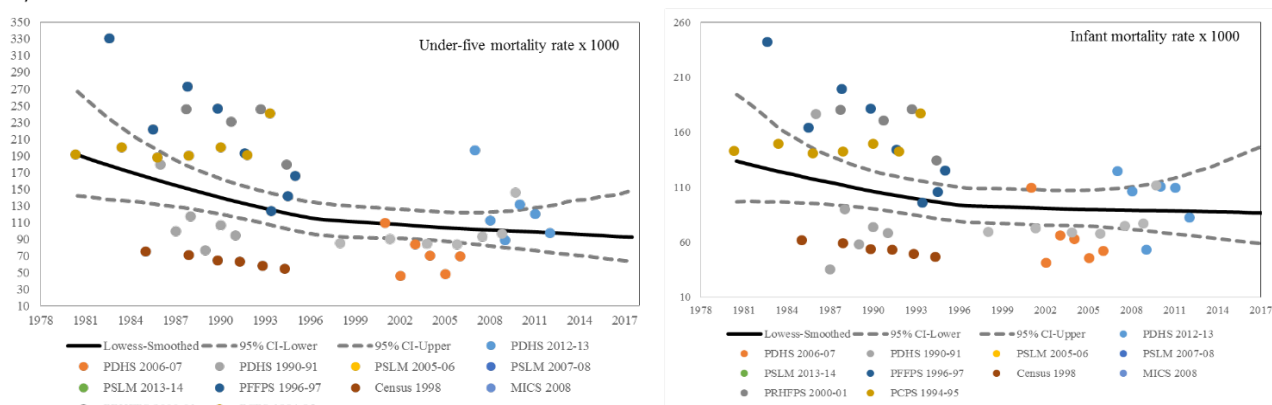 Under-five mortality rate x 1000
350
330
310
290
270
250
230
210
190
170
150
130
110
90
70
50
30
10
1978 1981 1984 1987 1990 1993 1996 1999 2002 2005 2008 2011 2014 2017
Lowess-Smoothed 95% CI-Lower 95% CI-Upper PDHS 2012-13
PDHS 2006-07 PDHS 1990-91 PSLM 2005-06 PSLM 2007-08
PSLM 2013-14 PFFPS 1996-97 Census 1998 MICS 2008
Infant mortality rate x 1000
260
210
160
110
60
10
1978 1981 1984 1987 1990 1993 1996 1999 2002 2005 2008 2011 2014 2017
Lowess-Smoothed 95% CI-Lower 95% CI-Upper PDHS 2012-13
PDHS 2006-07 PDHS 1990-91 PSLM 2005-06 PSLM 2007-08
PSLM 2013-14 PFFPS 1996-97 Census 1998 MICS 2008
PRHFPS 2000-01 PCPS 1994-95